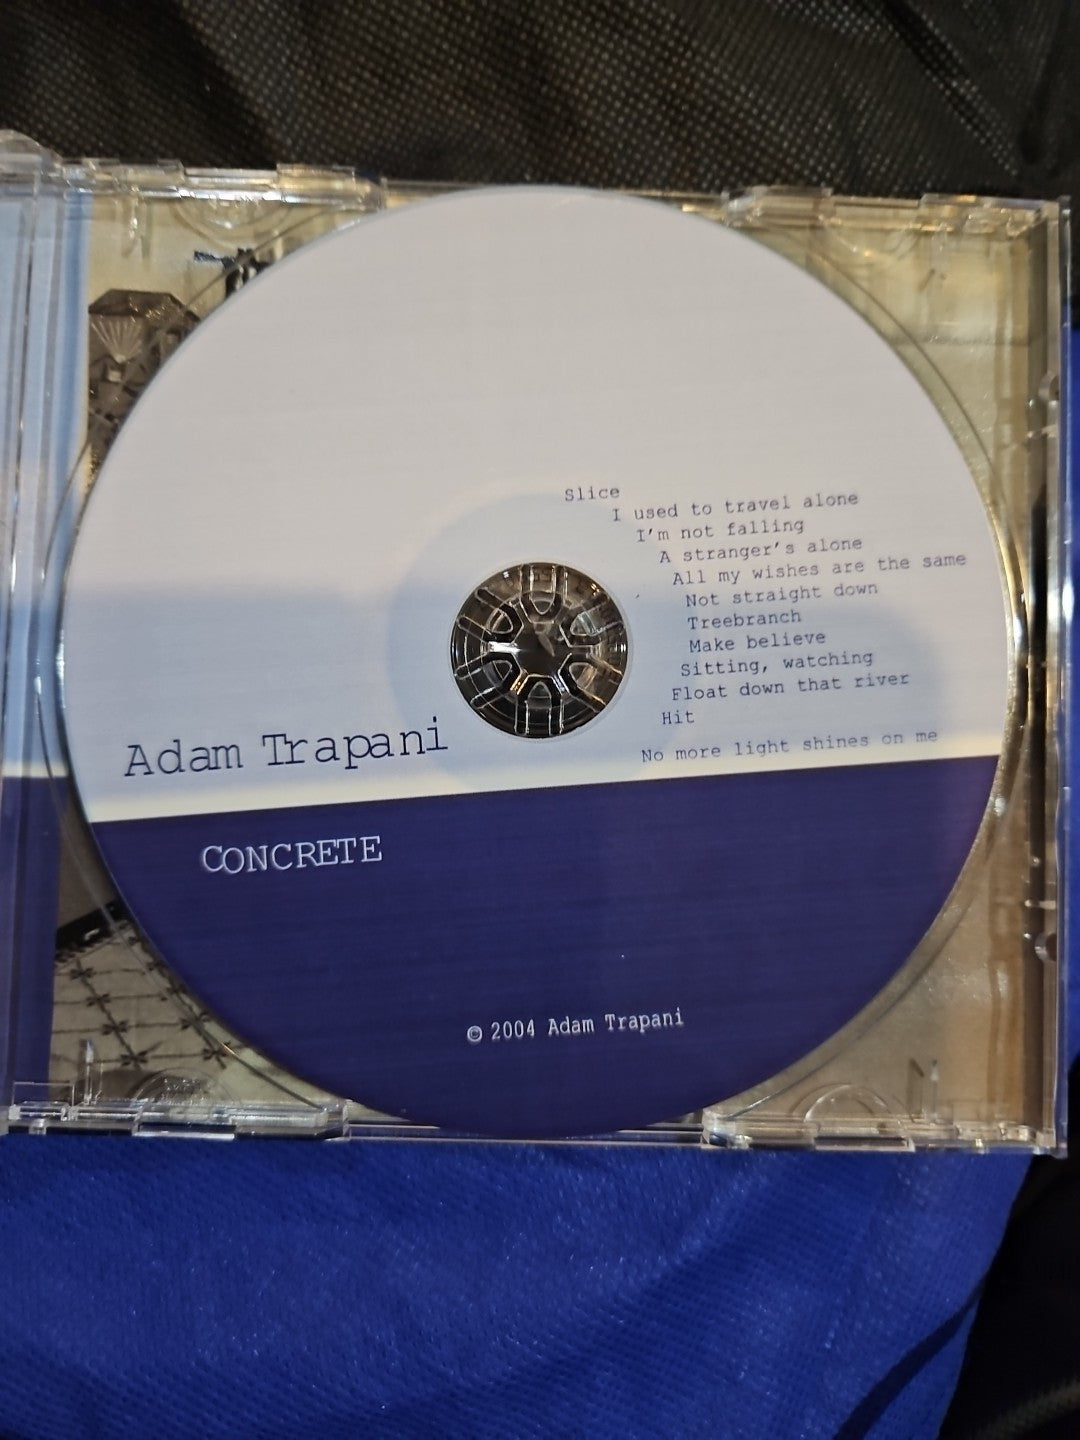 Slice
I used to travel alone
I'm not falling
A stranger's alone
All my wishes are the same
Not straight down
Treebranch
Make believe
Sitting, watching
Float down that river
Hit
No more light shines on me
Adam Trapani
CONCRETE
© 2004 Adam Trapani